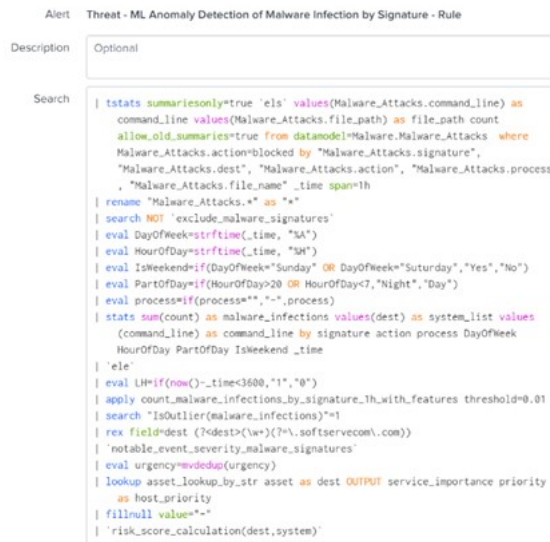 Alert Threat - ML Anomaly Detection of Malware Infection by Signature - Rule
Description Optional
Search | tstats summariesonly=true `els` values(Malware_Attacks.command_line) as
command_line values(Malware_Attacks.file_path) as file_path count
allow_old_summaries=true from datamodel=Malware.Malware_Attacks where
Malware_Attacks.action=blocked by "Malware_Attacks.signature",
"Malware_Attacks.dest", "Malware_Attacks.action", "Malware_Attacks.process
, "Malware_Attacks.file_name" _time span=1h
| rename "Malware_Attacks.*" as "*"
| search NOT `exclude_malware_signatures`
| eval DayOfWeek=strftime(_time, "%A")
| eval HourOfDay=strftime(_time, "%H")
| eval IsWeekend=if(DayOfWeek="Sunday" OR DayOfWeek="Suturday","Yes","No")
| eval PartOfDay=if(HourOfDay>20 OR HourOfDay<7,"Night","Day")
| eval process=if(process="","-",process)
| stats sum(count) as malware_infections values(dest) as system_list values
(command_line) as command_line by signature action process DayOfWeek
HourOfDay PartOfDay IsWeekend _time
| `ele`
| eval LH=if(now()-_time<3600,"1","0")
| apply count_malware_infections_by_signature_1h_with_features threshold=0.01
| search "IsOutlier(malware_infections)"=1
| rex field=dest (?<dest>(\w+)(?=\.softservecom\.com))
| `notable_event_severity_malware_signatures`
| eval urgency=mvdedup(urgency)
| lookup asset_lookup_by_str asset as dest OUTPUT service_importance priority
as host_priority
| fillnull value="-"
| `risk_score_calculation(dest,system)`